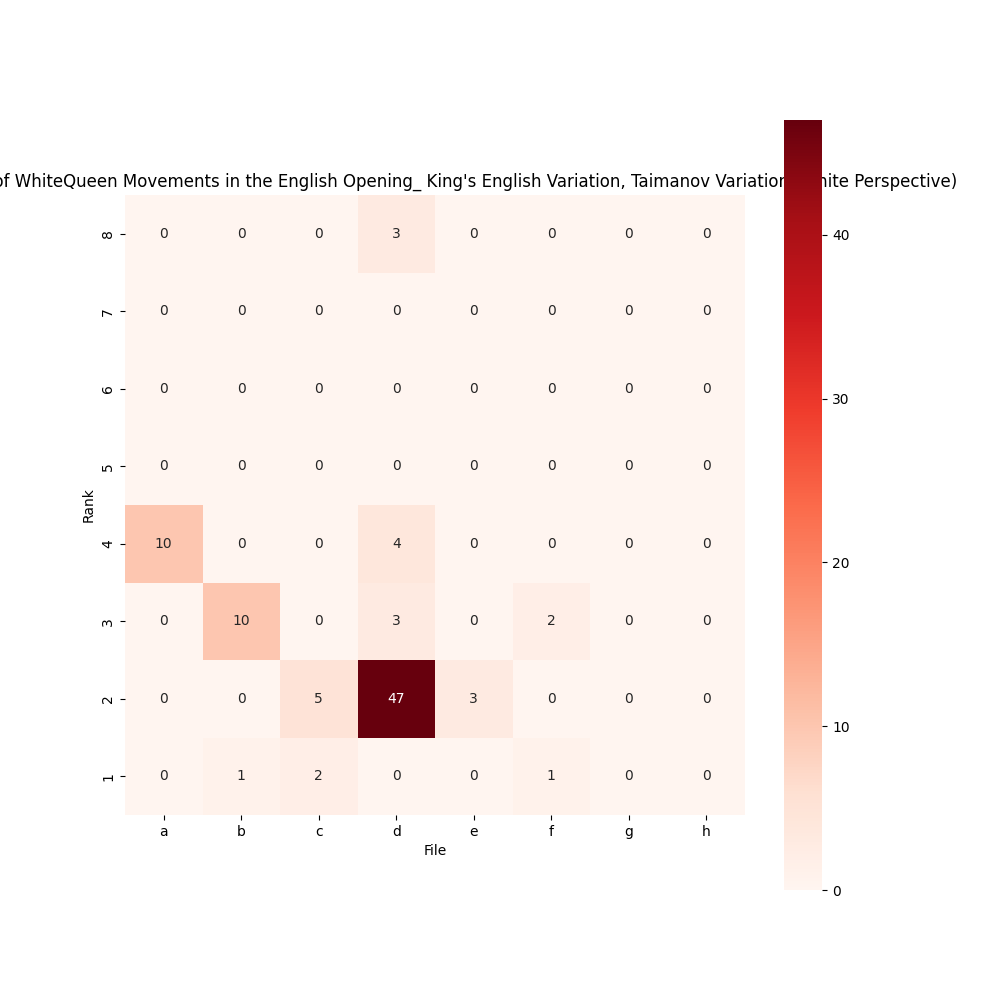 of WhiteQueen Movements in the English Opening_ King's English Variation, Taimanov Variation hite Perspective)
8 0 0 0 3 0 0 0 0
7 0 0 0 0 0 0 0 0
6 0 0 0 0 0 0 0 0
5 0 0 0 0 0 0 0 0
4 10 0 0 4 0 0 0 0
3 0 10 0 3 0 2 0 0
2 0 0 5 47 3 0 0 0
1 0 1 2 0 0 1 0 0
a b c d e f g h
File
Rank
40
30
20
10
0